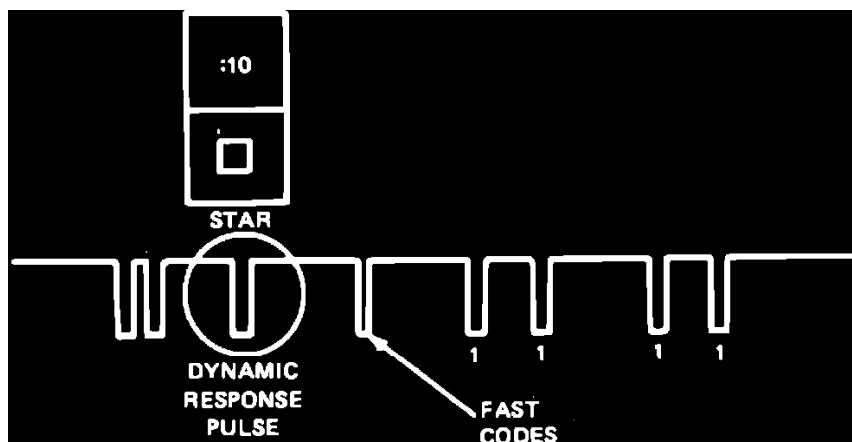 :10
STAR
DYNAMIC
RESPONSE
PULSE
1 1 1 1
FAST
CODES